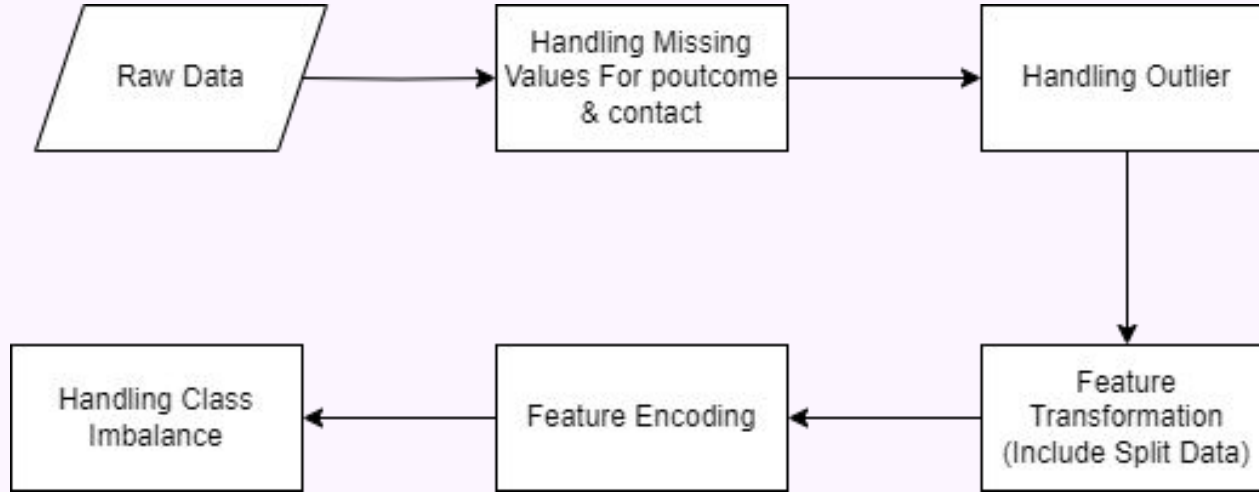 Raw Data
Handling Missing
Values For poutcome
& contact
Handling Outlier
Feature
Transformation
(Include Split Data)
Feature Encoding
Handling Class
Imbalance